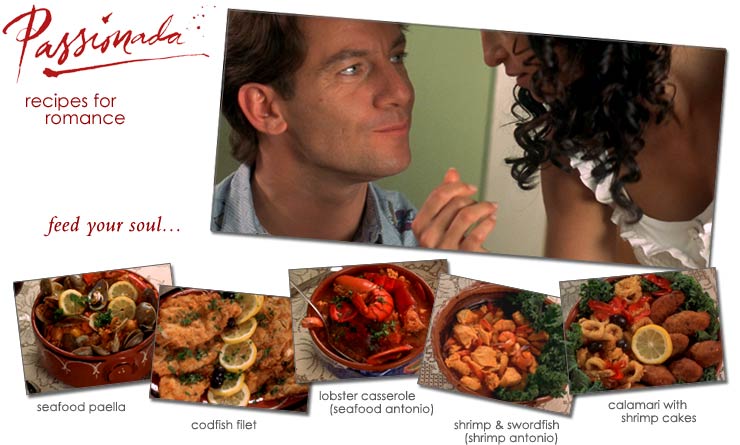 Passionada
recipes for
romance
feed your soul...
seafood paella
codfish filet
lobster casserole
(seafood antonio)
shrimp & swordfish
(shrimp antonio)
calamari with
shrimp cakes